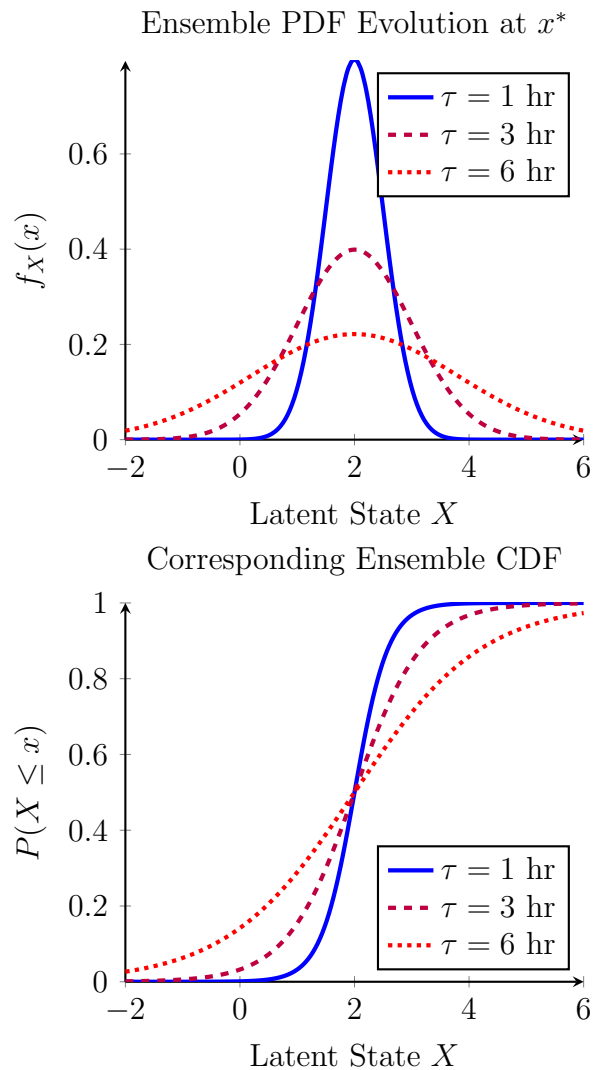 Ensemble PDF Evolution at x*
f_X(x)
0.6
0.4
0.2
0
τ = 1 hr
τ = 3 hr
τ = 6 hr
−2 0 2 4 6
Latent State X
Corresponding Ensemble CDF
P(X ≤ x)
1
0.8
0.6
0.4
0.2
0
τ = 1 hr
τ = 3 hr
τ = 6 hr
−2 0 2 4 6
Latent State X